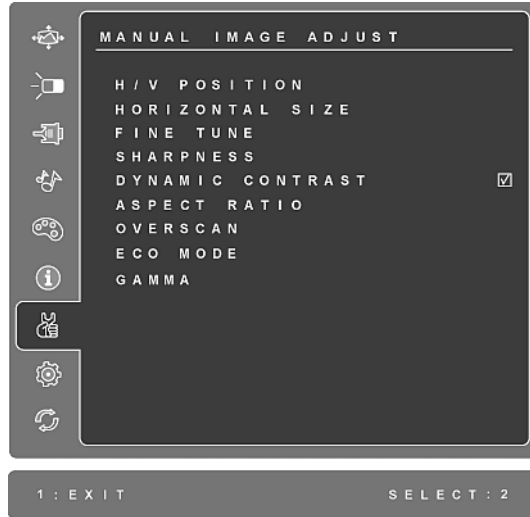 MANUAL IMAGE ADJUST
H/V POSITION
HORIZONTAL SIZE
FINE TUNE
SHARPNESS
DYNAMIC CONTRAST ☑
ASPECT RATIO
OVERSCAN
ECO MODE
GAMMA
1:EXIT SELECT:2